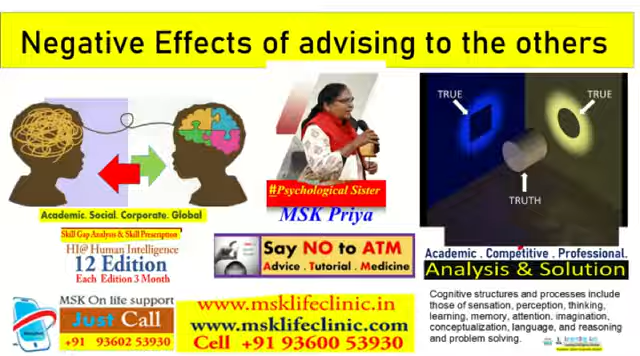 Negative Effects of advising to the others
TRUE
TRUE
TRUTH
#Psychological Sister
MSK Priya
Academic. Social. Corporate. Global
Skill Gap Analysis & Skill Prescription
HI@ Human Intelligence
12 Edition
Each Edition 3 Month
Say NO to ATM
Advice . Tutorial . Medicine
Academic . Competitive . Professional.
Analysis & Solution
MSK On life support
Just Call
+91 93602 53930
www.msklifeclinic.in
www.msklifeclinic.com
Cell +91 93600 53930
Cognitive structures and processes include
those of sensation, perception, thinking,
learning, memory, attention, imagination,
conceptualization, language, and reasoning
and problem solving.